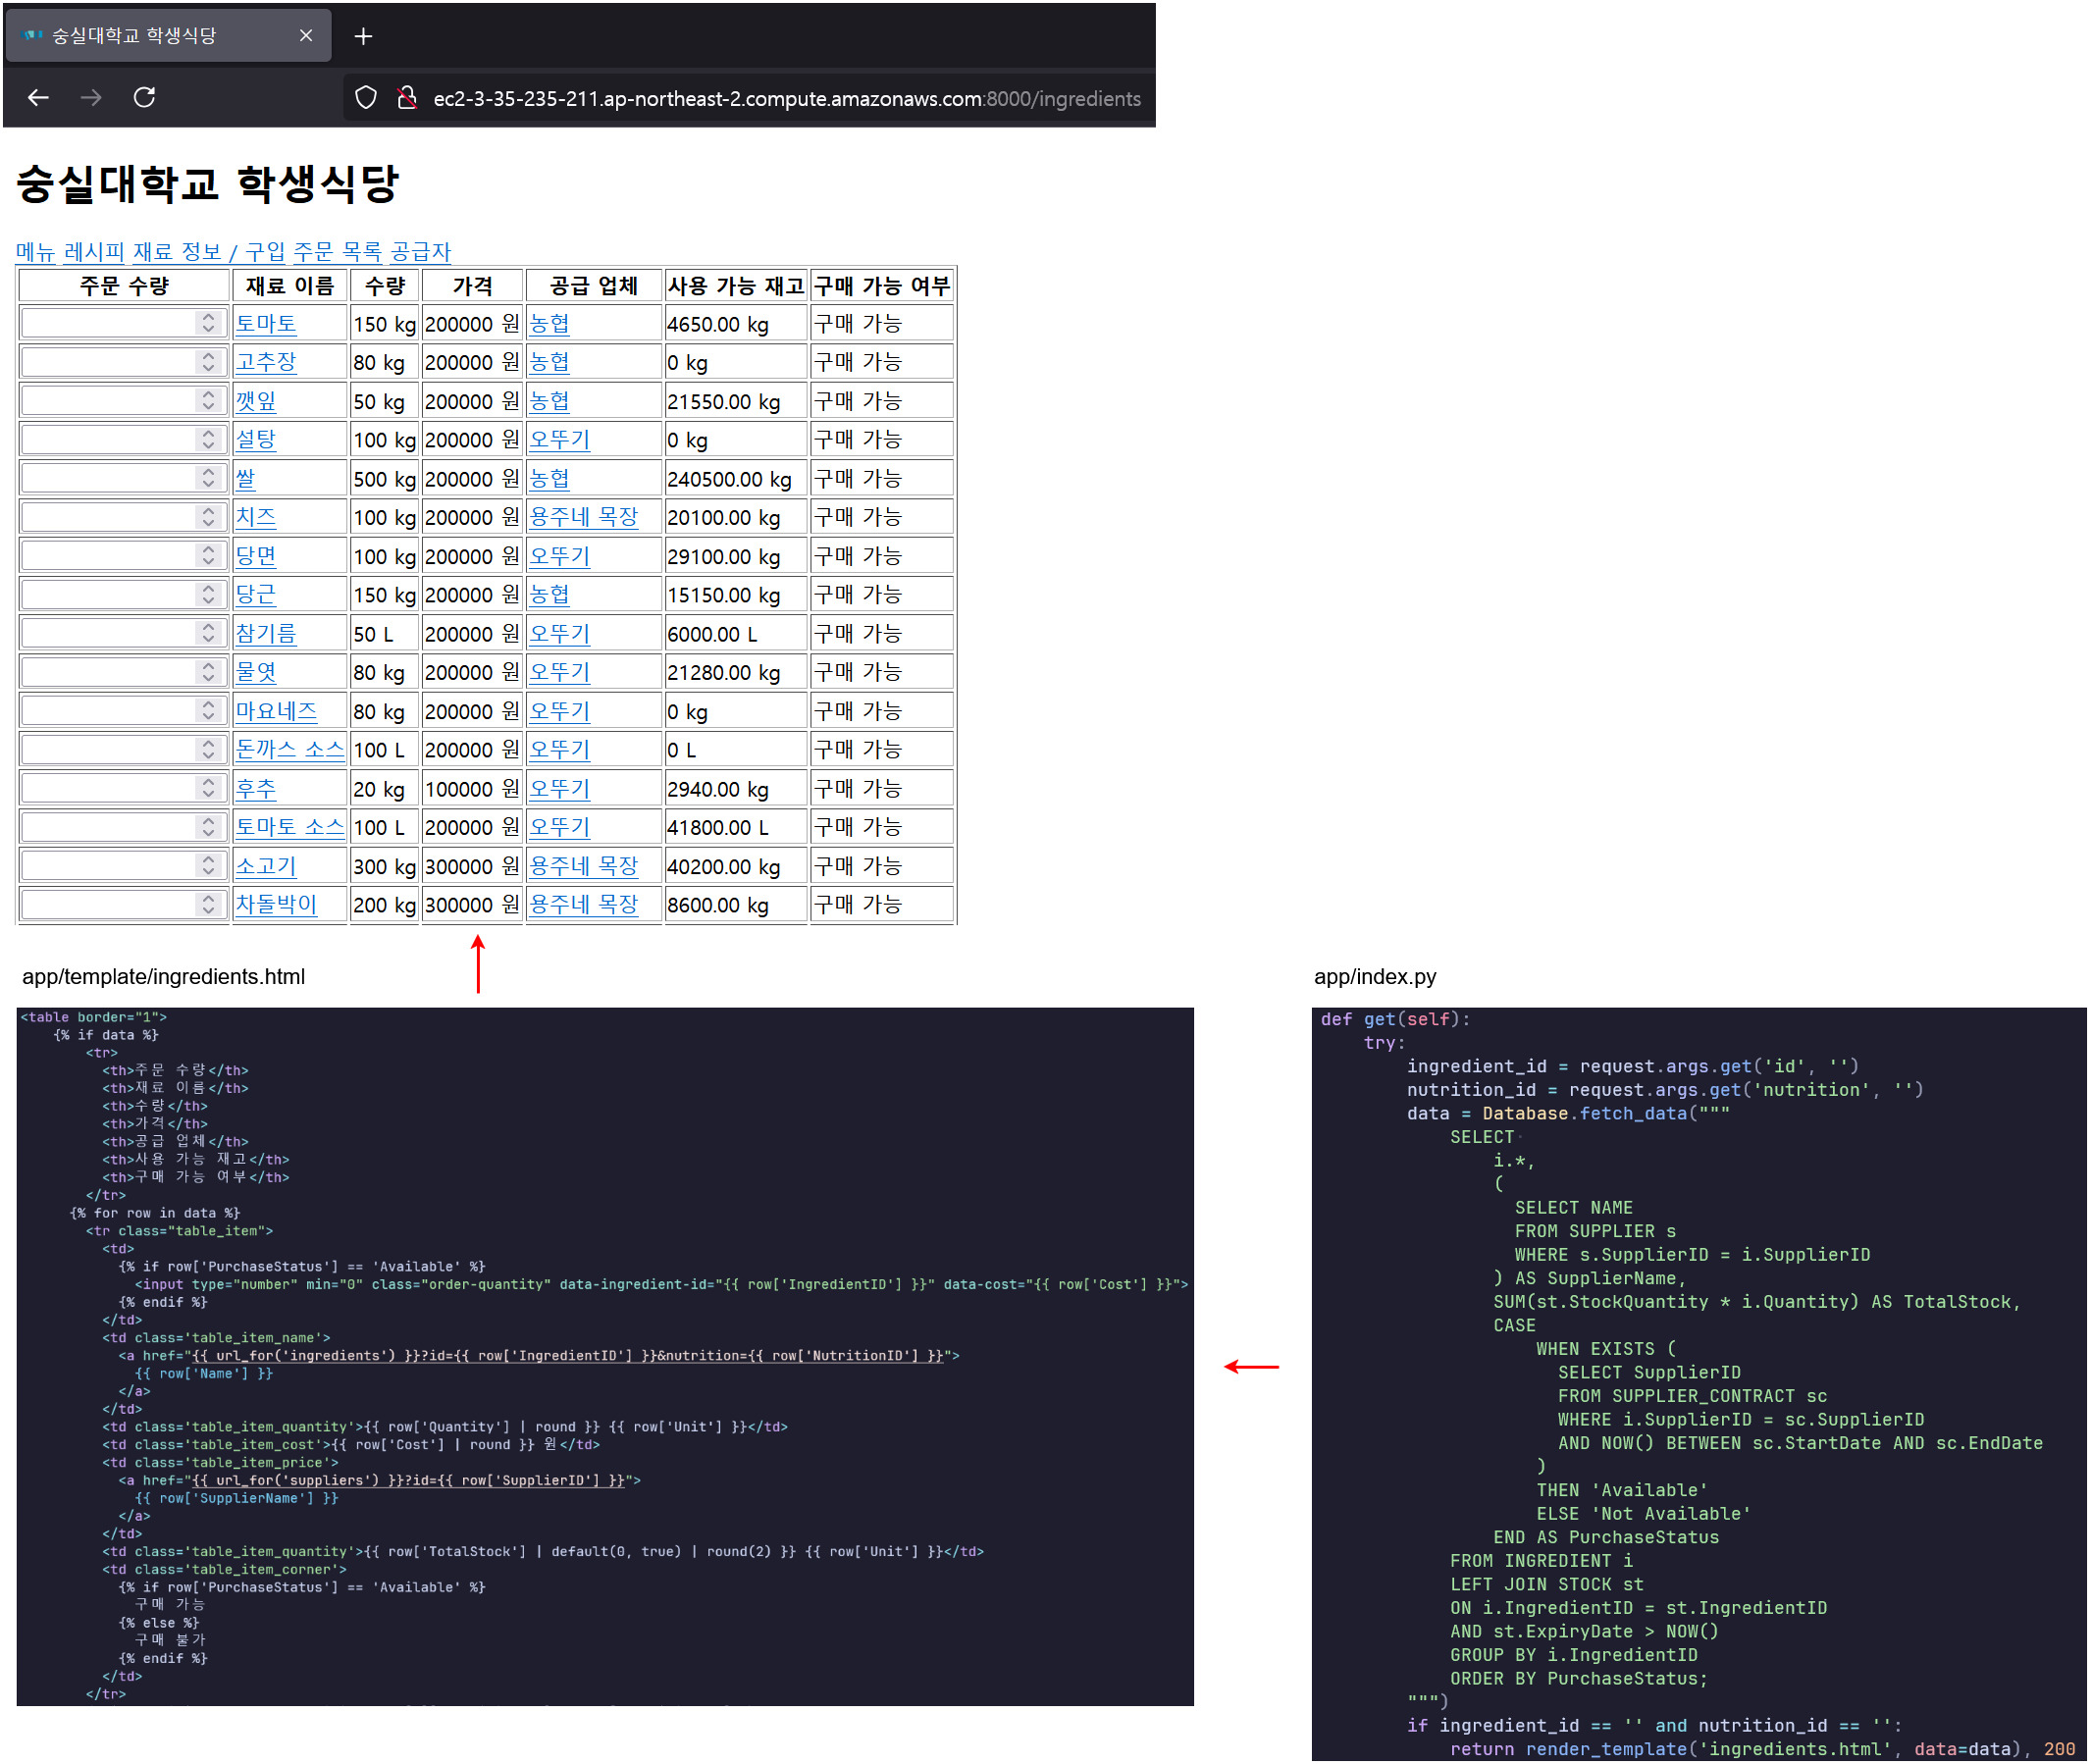 숭실대학교 학생식당
ec2-3-35-235-211.ap-northeast-2.compute.amazonaws.com:8000/ingredients
숭실대학교 학생식당
메뉴 레시피 재료 정보 / 구입 주문 목록 공급자
주문 수량 재료 이름 수량 가격 공급 업체 사용 가능 재고 구매 가능 여부
토마토 150 kg 200000 원 농협 4650.00 kg 구매 가능
고추장 80 kg 200000 원 농협 0 kg 구매 가능
깻잎 50 kg 200000 원 농협 21550.00 kg 구매 가능
설탕 100 kg 200000 원 오뚜기 0 kg 구매 가능
쌀 500 kg 200000 원 농협 240500.00 kg 구매 가능
치즈 100 kg 200000 원 용주네 목장 20100.00 kg 구매 가능
당면 100 kg 200000 원 오뚜기 29100.00 kg 구매 가능
당근 150 kg 200000 원 농협 15150.00 kg 구매 가능
참기름 50 L 200000 원 오뚜기 6000.00 L 구매 가능
물엿 80 kg 200000 원 오뚜기 21280.00 kg 구매 가능
마요네즈 80 kg 200000 원 오뚜기 0 kg 구매 가능
돈까스 소스 100 L 200000 원 오뚜기 0 L 구매 가능
후추 20 kg 100000 원 오뚜기 2940.00 kg 구매 가능
토마토 소스 100 L 200000 원 오뚜기 41800.00 L 구매 가능
소고기 300 kg 300000 원 용주네 목장 40200.00 kg 구매 가능
차돌박이 200 kg 300000 원 용주네 목장 8600.00 kg 구매 가능
app/template/ingredients.html
<table border="1">
{% if data %}
<tr>
<th>주문 수량</th>
<th>재료 이름</th>
<th>수량</th>
<th>가격</th>
<th>공급 업체</th>
<th>사용 가능 재고</th>
<th>구매 가능 여부</th>
</tr>
{% for row in data %}
<tr class="table_item">
<td>
{% if row['PurchaseStatus'] == 'Available' %}
<input type="number" min="0" class="order-quantity" data-ingredient-id="{{ row['IngredientID'] }}" data-cost="{{ row['Cost'] }}">
{% endif %}
</td>
<td class='table_item_name'>
<a href="{{ url_for('ingredients') }}?id={{ row['IngredientID'] }}&nutrition={{ row['NutritionID'] }}">
{{ row['Name'] }}
</a>
</td>
<td class='table_item_quantity'>{{ row['Quantity'] | round }} {{ row['Unit'] }}</td>
<td class='table_item_cost'>{{ row['Cost'] | round }} 원</td>
<td class='table_item_price'>
<a href="{{ url_for('suppliers') }}?id={{ row['SupplierID'] }}">
{{ row['SupplierName'] }}
</a>
</td>
<td class='table_item_quantity'>{{ row['TotalStock'] | default(0, true) | round(2) }} {{ row['Unit'] }}</td>
<td class='table_item_corner'>
{% if row['PurchaseStatus'] == 'Available' %}
구매 가능
{% else %}
구매 불가
{% endif %}
</td>
</tr>
app/index.py
def get(self):
try:
ingredient_id = request.args.get('id', '')
nutrition_id = request.args.get('nutrition', '')
data = Database.fetch_data("""
SELECT
i.*,
(
SELECT NAME
FROM SUPPLIER s
WHERE s.SupplierID = i.SupplierID
) AS SupplierName,
SUM(st.StockQuantity * i.Quantity) AS TotalStock,
CASE
WHEN EXISTS (
SELECT SupplierID
FROM SUPPLIER_CONTRACT sc
WHERE i.SupplierID = sc.SupplierID
AND NOW() BETWEEN sc.StartDate AND sc.EndDate
)
THEN 'Available'
ELSE 'Not Available'
END AS PurchaseStatus
FROM INGREDIENT i
LEFT JOIN STOCK st
ON i.IngredientID = st.IngredientID
AND st.ExpiryDate > NOW()
GROUP BY i.IngredientID
ORDER BY PurchaseStatus;
""")
if ingredient_id == '' and nutrition_id == '':
return render_template('ingredients.html', data=data), 200